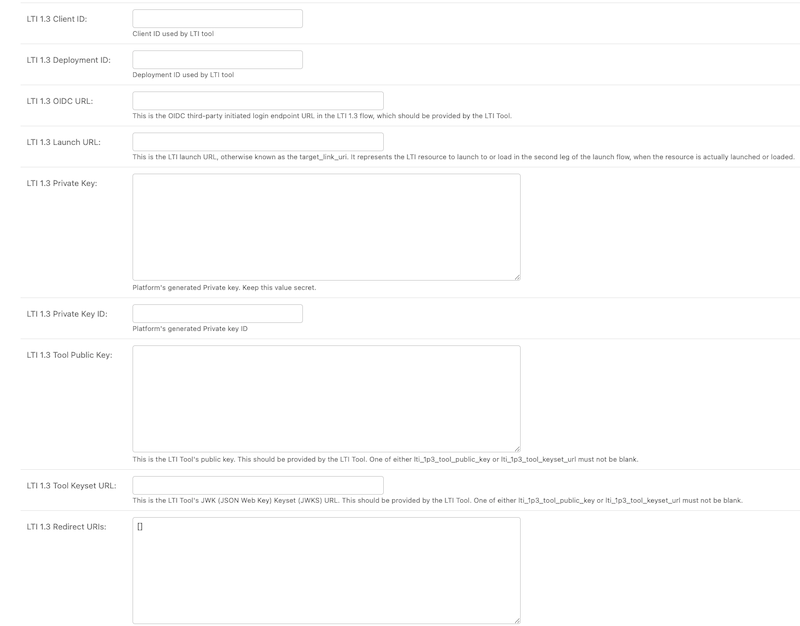 LTI 1.3 Client ID:
Client ID used by LTI tool
LTI 1.3 Deployment ID:
Deployment ID used by LTI tool
LTI 1.3 OIDC URL:
This is the OIDC third-party initiated login endpoint URL in the LTI 1.3 flow, which should be provided by the LTI Tool.
LTI 1.3 Launch URL:
This is the LTI launch URL, otherwise known as the target_link_uri. It represents the LTI resource to launch to or load in the second leg of the launch flow, when the resource is actually launched or loaded.
LTI 1.3 Private Key:
Platform's generated Private key. Keep this value secret.
LTI 1.3 Private Key ID:
Platform's generated Private key ID
LTI 1.3 Tool Public Key:
This is the LTI Tool's public key. This should be provided by the LTI Tool. One of either lti_1p3_tool_public_key or lti_1p3_tool_keyset_url must not be blank.
LTI 1.3 Tool Keyset URL:
This is the LTI Tool's JWK (JSON Web Key) Keyset (JWKS) URL. This should be provided by the LTI Tool. One of either lti_1p3_tool_public_key or lti_1p3_tool_keyset_url must not be blank.
LTI 1.3 Redirect URIs:
[]